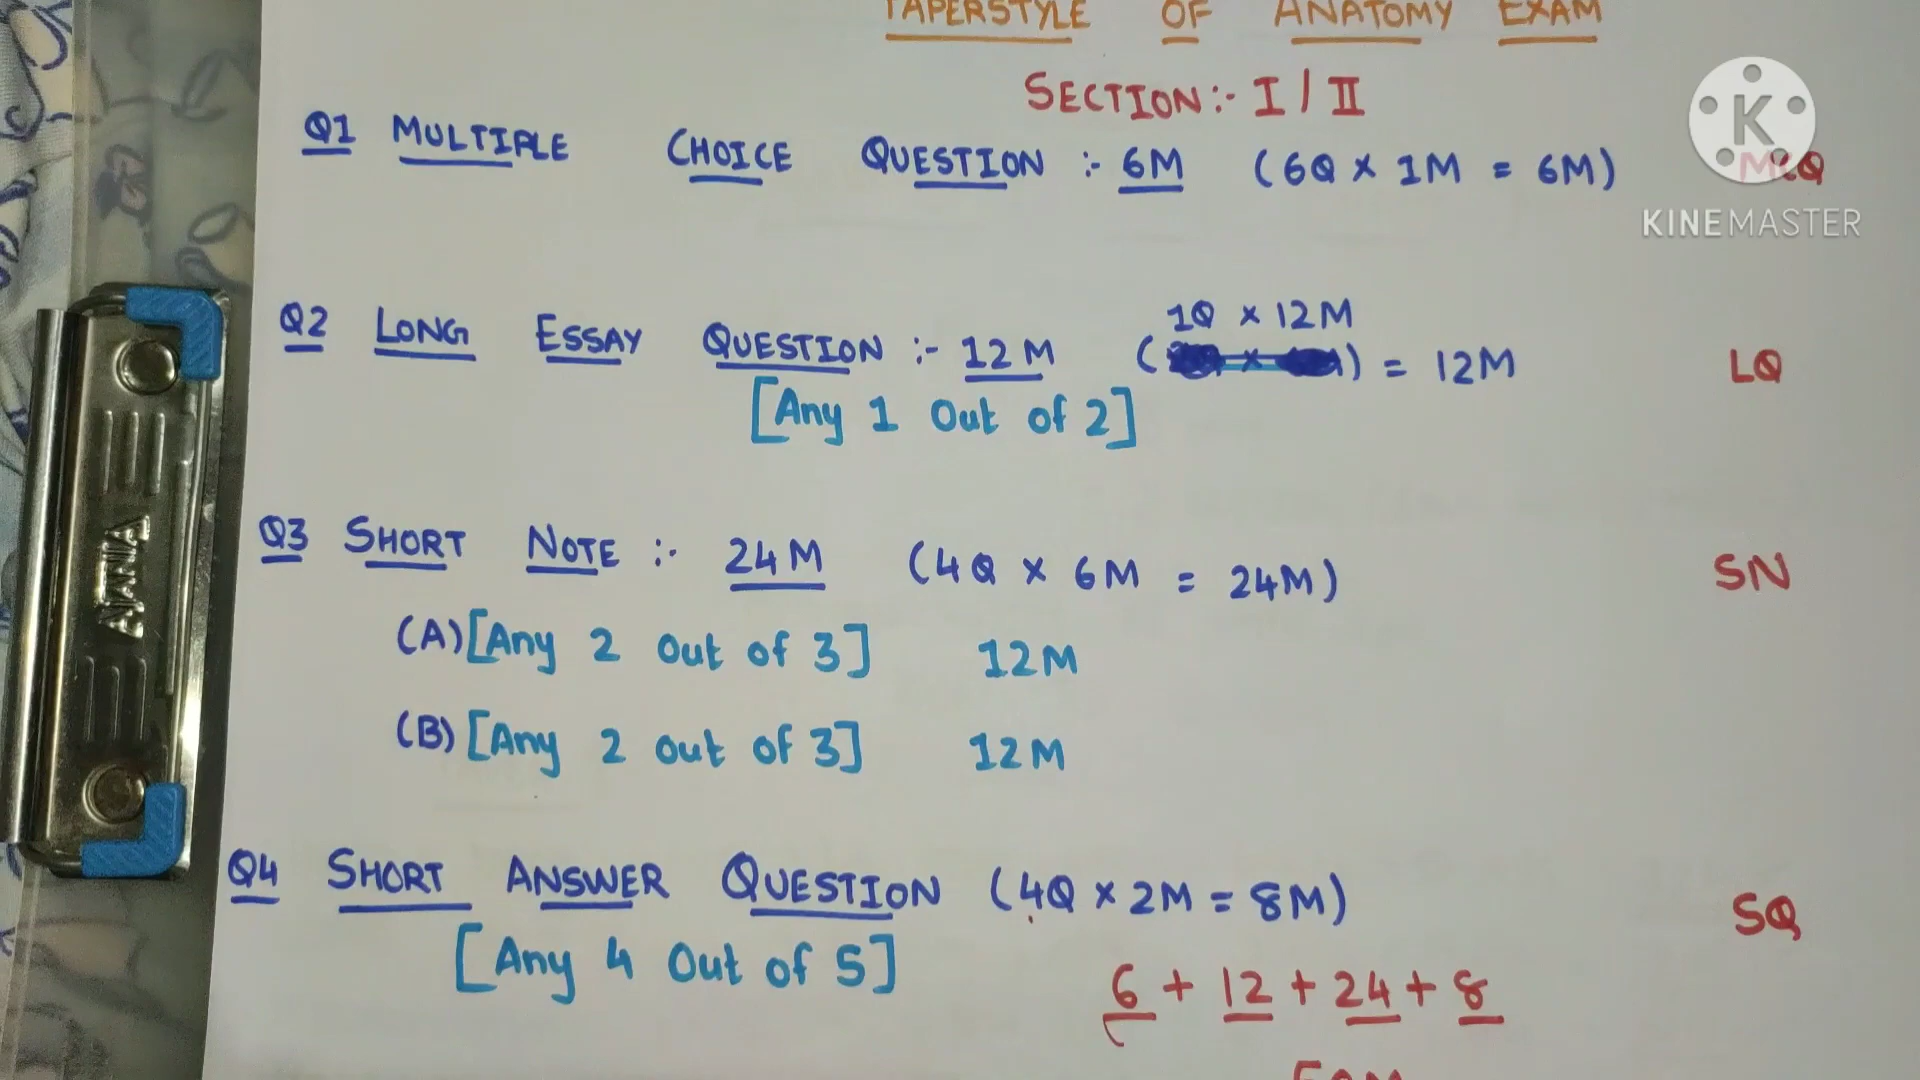 PAPERSTYLE OF ANATOMY EXAM
SECTION:- I / II
Q1 MULTIPLE CHOICE QUESTION :- 6M (6Q × 1M = 6M) MCQ
K
KINEMASTER
Q2 LONG ESSAY QUESTION :- 12M ( 1Q × 12M ) = 12M LQ
[Any 1 Out of 2]
Q3 SHORT NOTE :- 24M (4Q × 6M = 24M) SN
(A) [Any 2 Out of 3] 12M
(B) [Any 2 out of 3] 12M
Q4 SHORT ANSWER QUESTION (4Q × 2M = 8M) SQ
[Any 4 Out of 5]
6 + 12 + 24 + 8
AJANTA